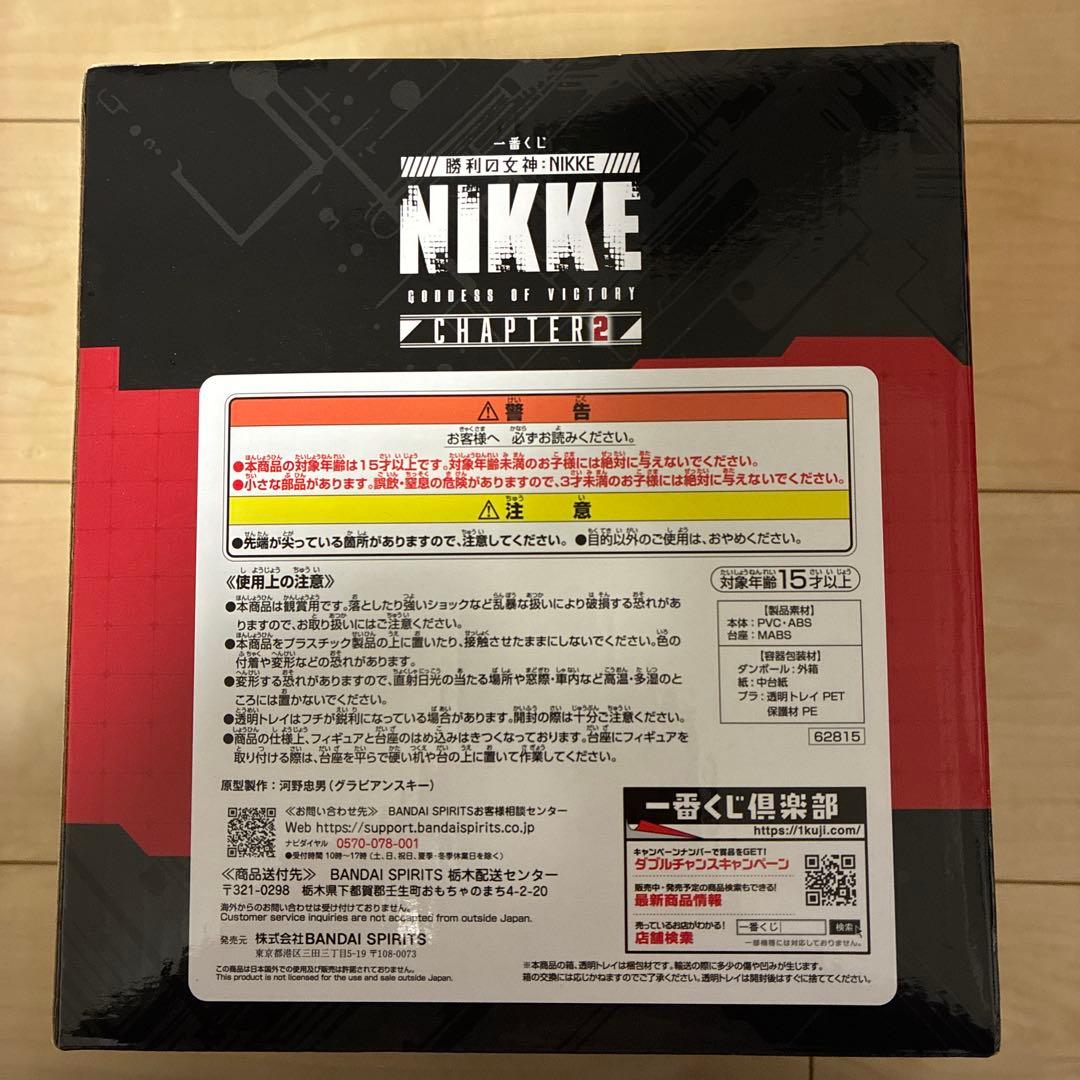 一番くじ
勝利の女神:NIKKE
NIKKE
GODDESS OF VICTORY
CHAPTER2
⚠警告
お客様へ 必ずお読みください。
●本商品の対象年齢は15才以上です。対象年齢未満のお子様には絶対に与えないでください。
●小さな部品があります。誤飲・窒息の危険がありますので、3才未満のお子様には絶対に与えないでください。
⚠注意
●先端が尖っている箇所がありますので、注意してください。 ●目的以外のご使用は、おやめください。
《使用上の注意》
●本商品は観賞用です。落としたり強いショックなど乱暴な扱いにより破損する恐れがあ
りますので、お取り扱いにはご注意ください。
●本商品をプラスチック製品の上に置いたり、接触させたままにしないでください。色の
付着や変形などの恐れがあります。
●変形する恐れがありますので、直射日光の当たる場所や窓際・車内など高温・多湿のと
ころには置かないでください。
●透明トレイはフチが鋭利になっている場合があります。開封の際は十分ご注意ください。
●商品の仕様上、フィギュアと台座のはめ込みはきつくなっております。台座にフィギュアを
取り付ける際は、台座を平らで硬い机や台の上に置いて作業してください。
対象年齢15才以上
【製品素材】
本体:PVC・ABS
台座:MABS
【容器包装材】
ダンボール:外箱
紙:中台紙
プラ:透明トレイ PET
保護材 PE
62815
原型製作:河野忠男(グラビアンスキー)
《お問い合わせ先》 BANDAI SPIRITSお客様相談センター
Web https://support.bandaispirits.co.jp
ナビダイヤル 0570-078-001
●受付時間 10時~17時(土、日、祝日、夏季・冬季休業日を除く)
《商品送付先》 BANDAI SPIRITS 栃木配送センター
〒321-0298 栃木県下都賀郡壬生町おもちゃのまち4-2-20
海外からのお問い合わせは受け付けておりません。
Customer service inquiries are not accepted from outside Japan.
発売元 株式会社BANDAI SPIRITS
東京都港区三田三丁目5-19 〒108-0073
この商品は日本国外での使用及び販売は許諾されておりません。
This product is not licensed for the use and sale outside Japan.
一番くじ倶楽部
https://1kuji.com/
キャンペーンナンバーで賞品をGET!
ダブルチャンスキャンペーン
販売中・発売予定の商品検索もできる!
最新商品情報
売っているお店がわかる!
店舗検索
一番くじ 検索
一部機種には対応しておりません。
※本商品の箱、透明トレイは梱包材です。輸送の際に多少の傷や凹みが生じます。
箱の交換には応じかねますのでご了承ください。透明トレイは開封後はすぐに捨ててください。